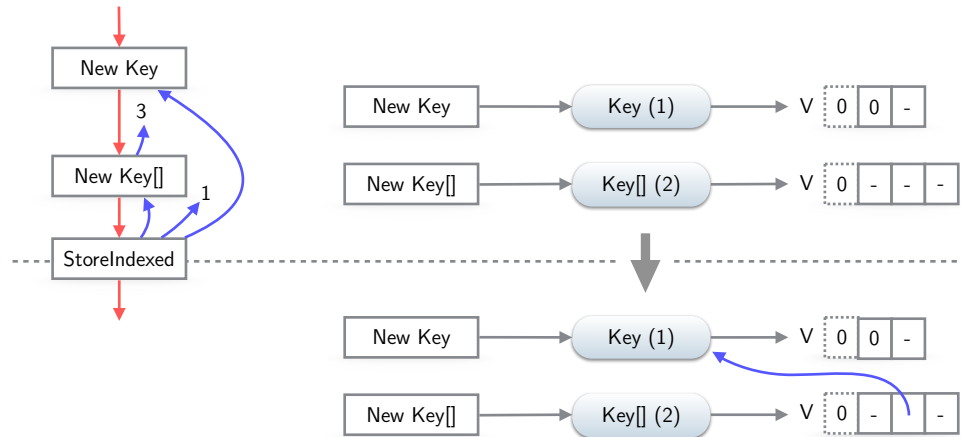 New Key
3
New Key[]
1
StoreIndexed
New Key Key (1) V 0 0 -
New Key[] Key[] (2) V 0 - - -
New Key Key (1) V 0 0 -
New Key[] Key[] (2) V 0 - -